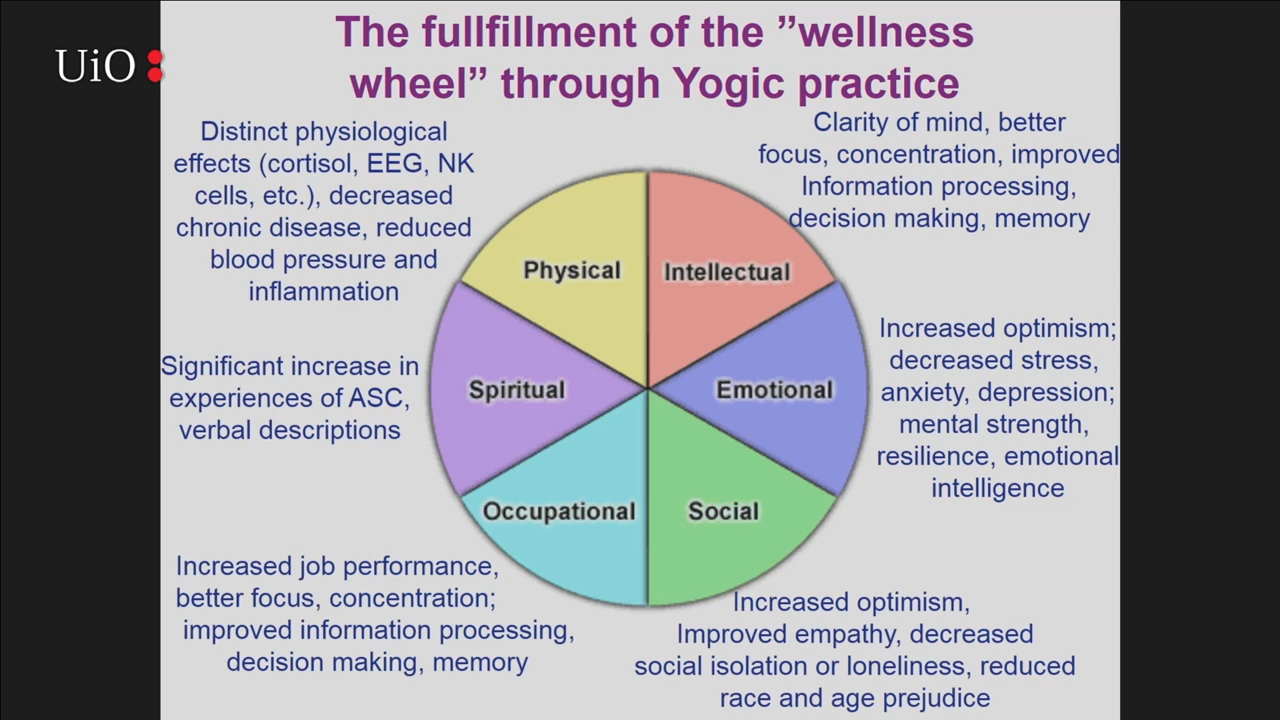 UiO
The fullfillment of the ”wellness
wheel” through Yogic practice
Distinct physiological
effects (cortisol, EEG, NK
cells, etc.), decreased
chronic disease, reduced
blood pressure and
inflammation
Clarity of mind, better
focus, concentration, improved
Information processing,
decision making, memory
Physical
Intellectual
Significant increase in
experiences of ASC,
verbal descriptions
Spiritual
Emotional
Increased optimism;
decreased stress,
anxiety, depression;
mental strength,
resilience, emotional
intelligence
Occupational
Social
Increased job performance,
better focus, concentration;
improved information processing,
decision making, memory
Increased optimism,
Improved empathy, decreased
social isolation or loneliness, reduced
race and age prejudice